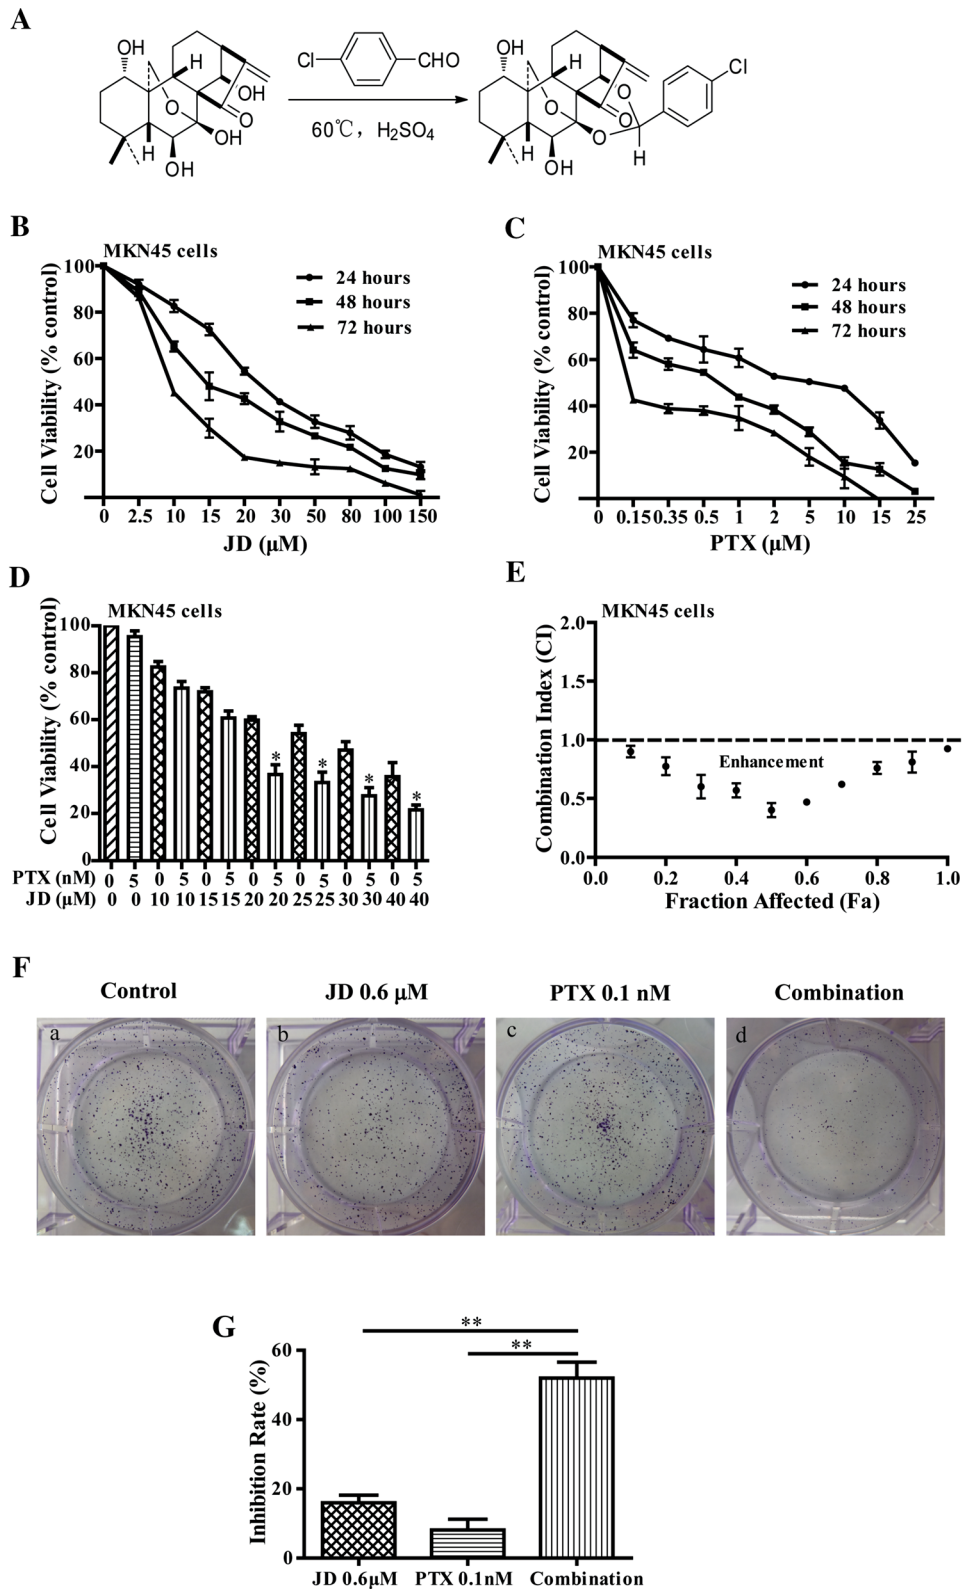 A
OH
H
OH
O
O
OH
H
OH
Cl
CHO
60℃, H2SO4
OH
H
O
O
O
O
H
OH
H
Cl
B
MKN45 cells
Cell Viability (% control)
100
80
60
40
20
24 hours
48 hours
72 hours
0 2.5 10 15 20 30 50 80 100 150
JD (μM)
C
MKN45 cells
Cell Viability (% control)
100
80
60
40
20
24 hours
48 hours
72 hours
0 0.15 0.35 0.5 1 2 5 10 15 25
PTX (μM)
D
MKN45 cells
Cell Viability (% control)
100
80
60
40
20
0
* * * *
PTX (nM) 0 5 0 5 0 5 0 5 0 5 0 5 0 5
JD (μM) 0 0 10 10 15 15 20 20 25 25 30 30 40 40
E
MKN45 cells
Combination Index (CI)
2.0
1.5
1.0
0.5
0.0
Enhancement
0.0 0.2 0.4 0.6 0.8 1.0
Fraction Affected (Fa)
F
Control JD 0.6 μM PTX 0.1 nM Combination
a b c d
G
**
**
Inhibition Rate (%)
60
40
20
0
JD 0.6μM PTX 0.1nM Combination